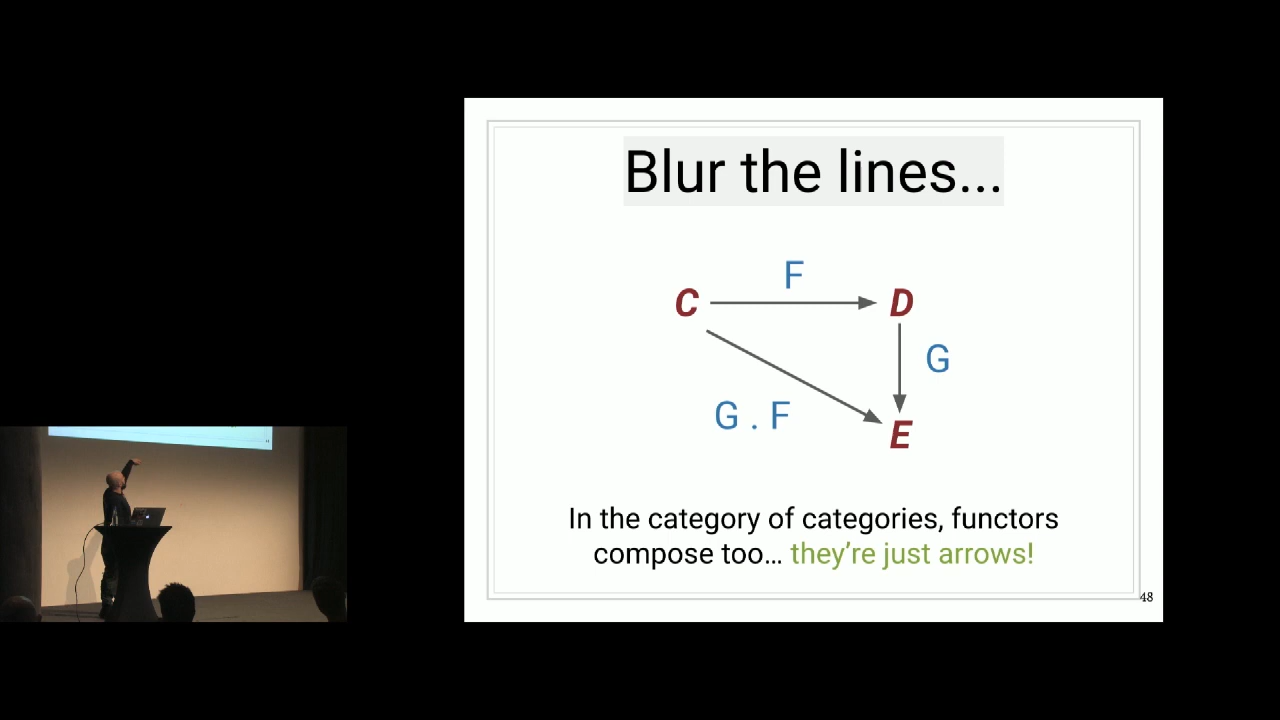 Blur the lines...
F
C
D
G
G . F
E
In the category of categories, functors
compose too... they're just arrows!
48